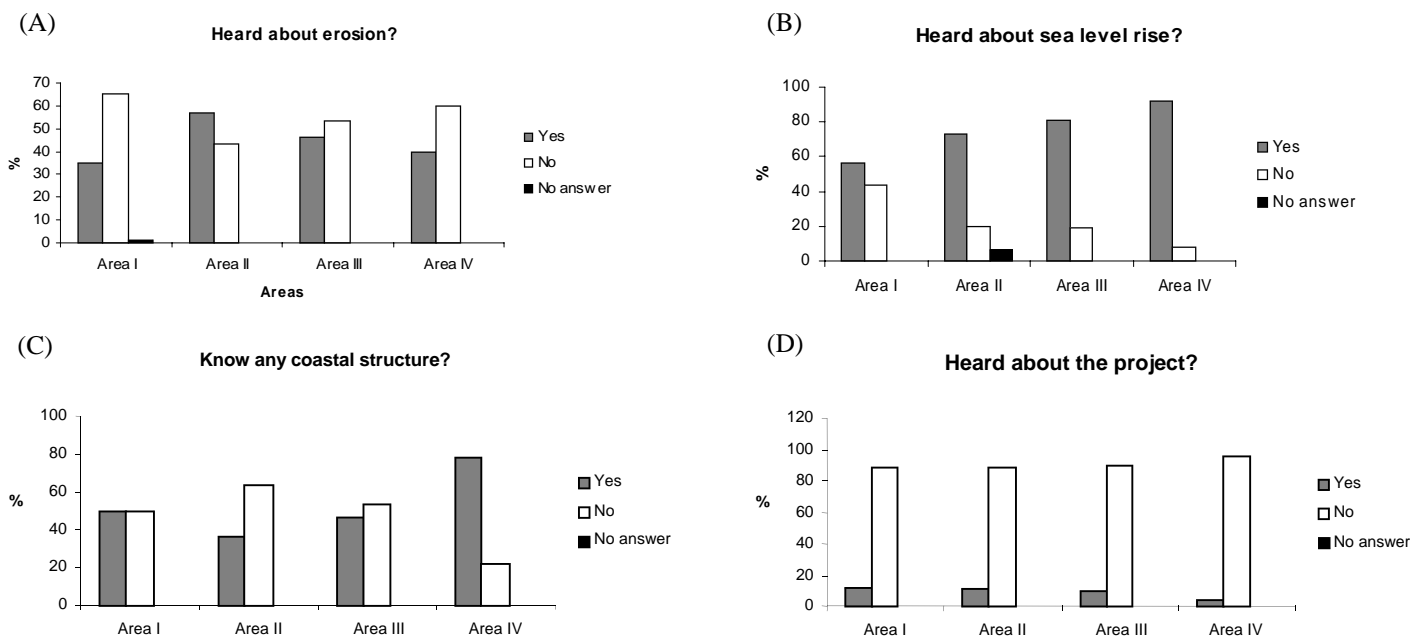 (A)
Heard about erosion?
70
60
50
40
30
20
10
0
%
Area I Area II Area III Area IV
Areas
Yes
No
No answer
(B)
Heard about sea level rise?
100
80
60
40
20
0
%
Area I Area II Area III Area IV
Yes
No
No answer
(C)
Know any coastal structure?
100
80
60
40
20
0
%
Area I Area II Area III Area IV
Yes
No
No answer
(D)
Heard about the project?
120
100
80
60
40
20
0
%
Area I Area II Area III Area IV
Yes
No
No answer